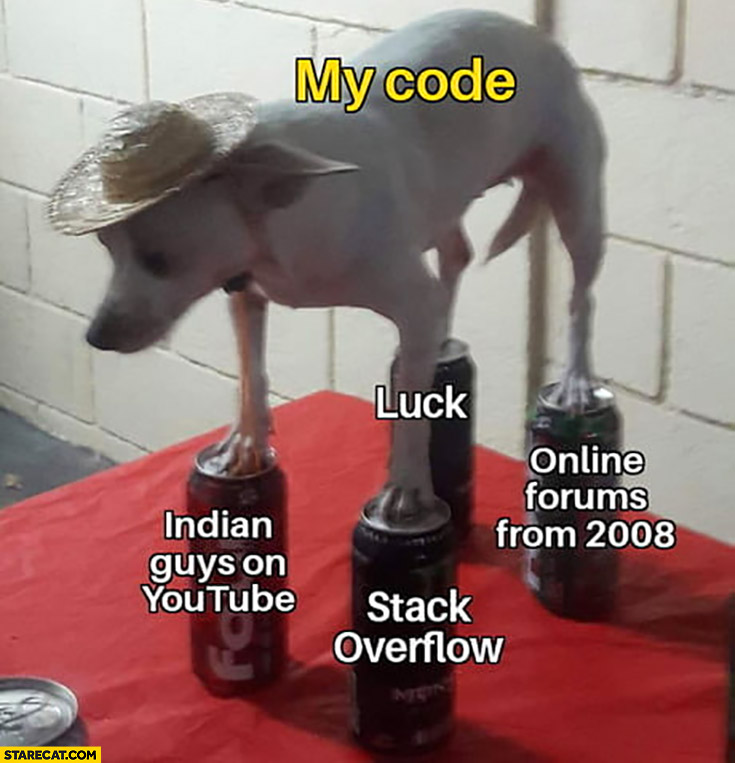 My code
Luck
Online
forums
from 2008
Indian
guys on
YouTube
Stack
Overflow
STARECAT.COM